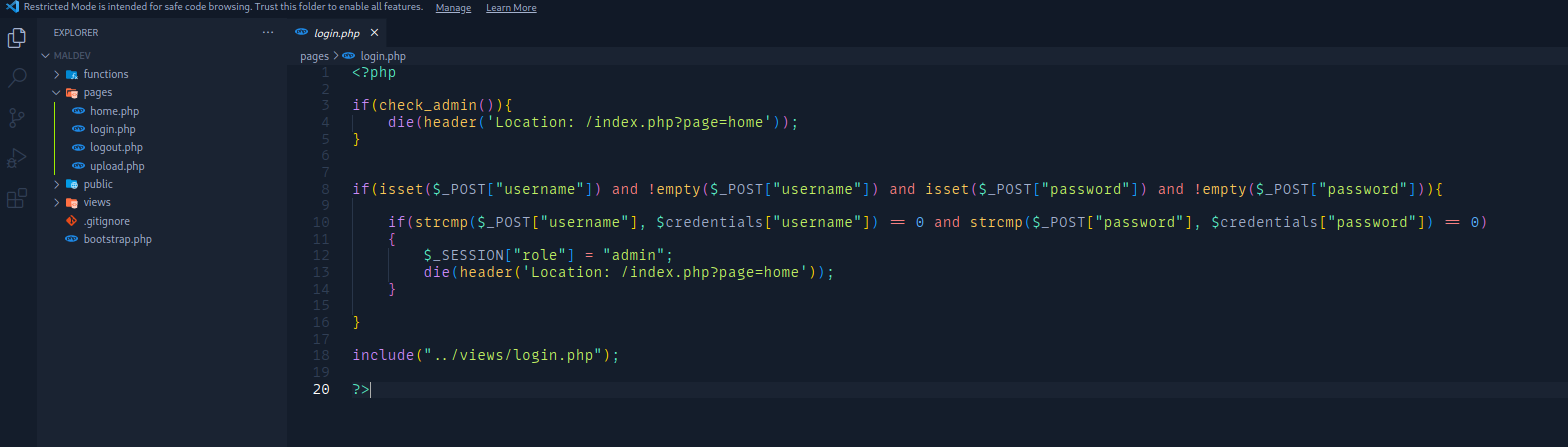 Restricted Mode is intended for safe code browsing. Trust this folder to enable all features. Manage Learn More
EXPLORER
MALDEV
functions
pages
home.php
login.php
logout.php
upload.php
public
views
.gitignore
bootstrap.php
login.php
pages > login.php
1 <?php
2
3 if(check_admin()){
4     die(header('Location: /index.php?page=home'));
5 }
6
7
8 if(isset($_POST["username"]) and !empty($_POST["username"]) and isset($_POST["password"]) and !empty($_POST["password"])){
9
10     if(strcmp($_POST["username"], $credentials["username"]) == 0 and strcmp($_POST["password"], $credentials["password"]) == 0)
11     {
12         $_SESSION["role"] = "admin";
13         die(header('Location: /index.php?page=home'));
14     }
15
16 }
17
18 include("../views/login.php");
19
20 ?>